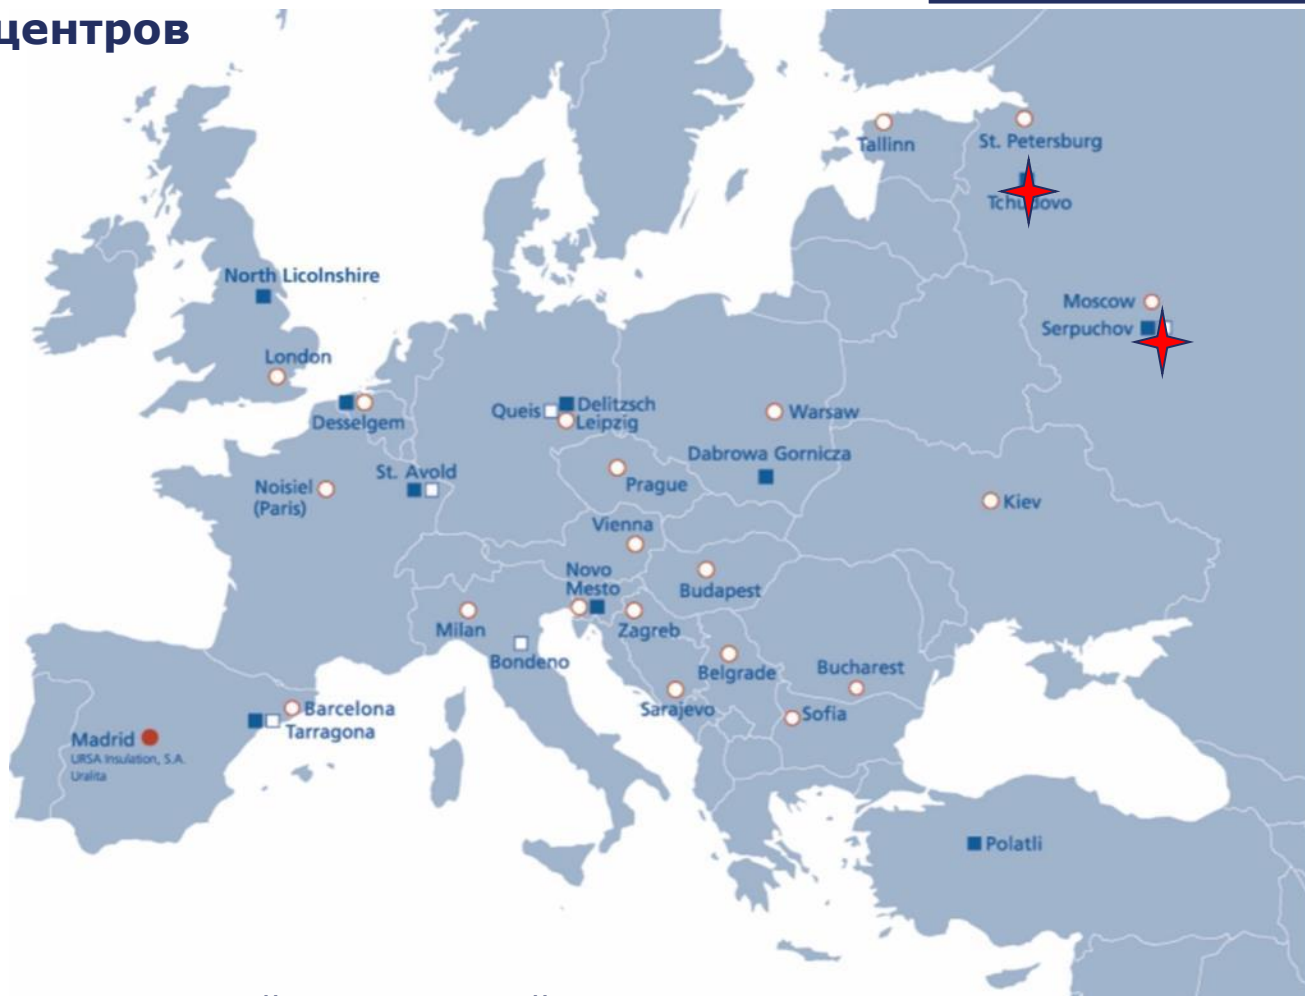 центров
Tallinn
St. Petersburg
Tchudovo
North Licolnshire
Moscow
Serpuchov
London
Desselgem
Queis
Delitzsch
Leipzig
Warsaw
Dabrowa Gornicza
St. Avold
Noisiel
(Paris)
Prague
Kiev
Vienna
Novo
Mesto
Budapest
Milan
Zagreb
Bondeno
Belgrade
Bucharest
Sarajevo
Sofia
Barcelona
Tarragona
Madrid
URSA Insulation, S.A.
Uralita
Polatli